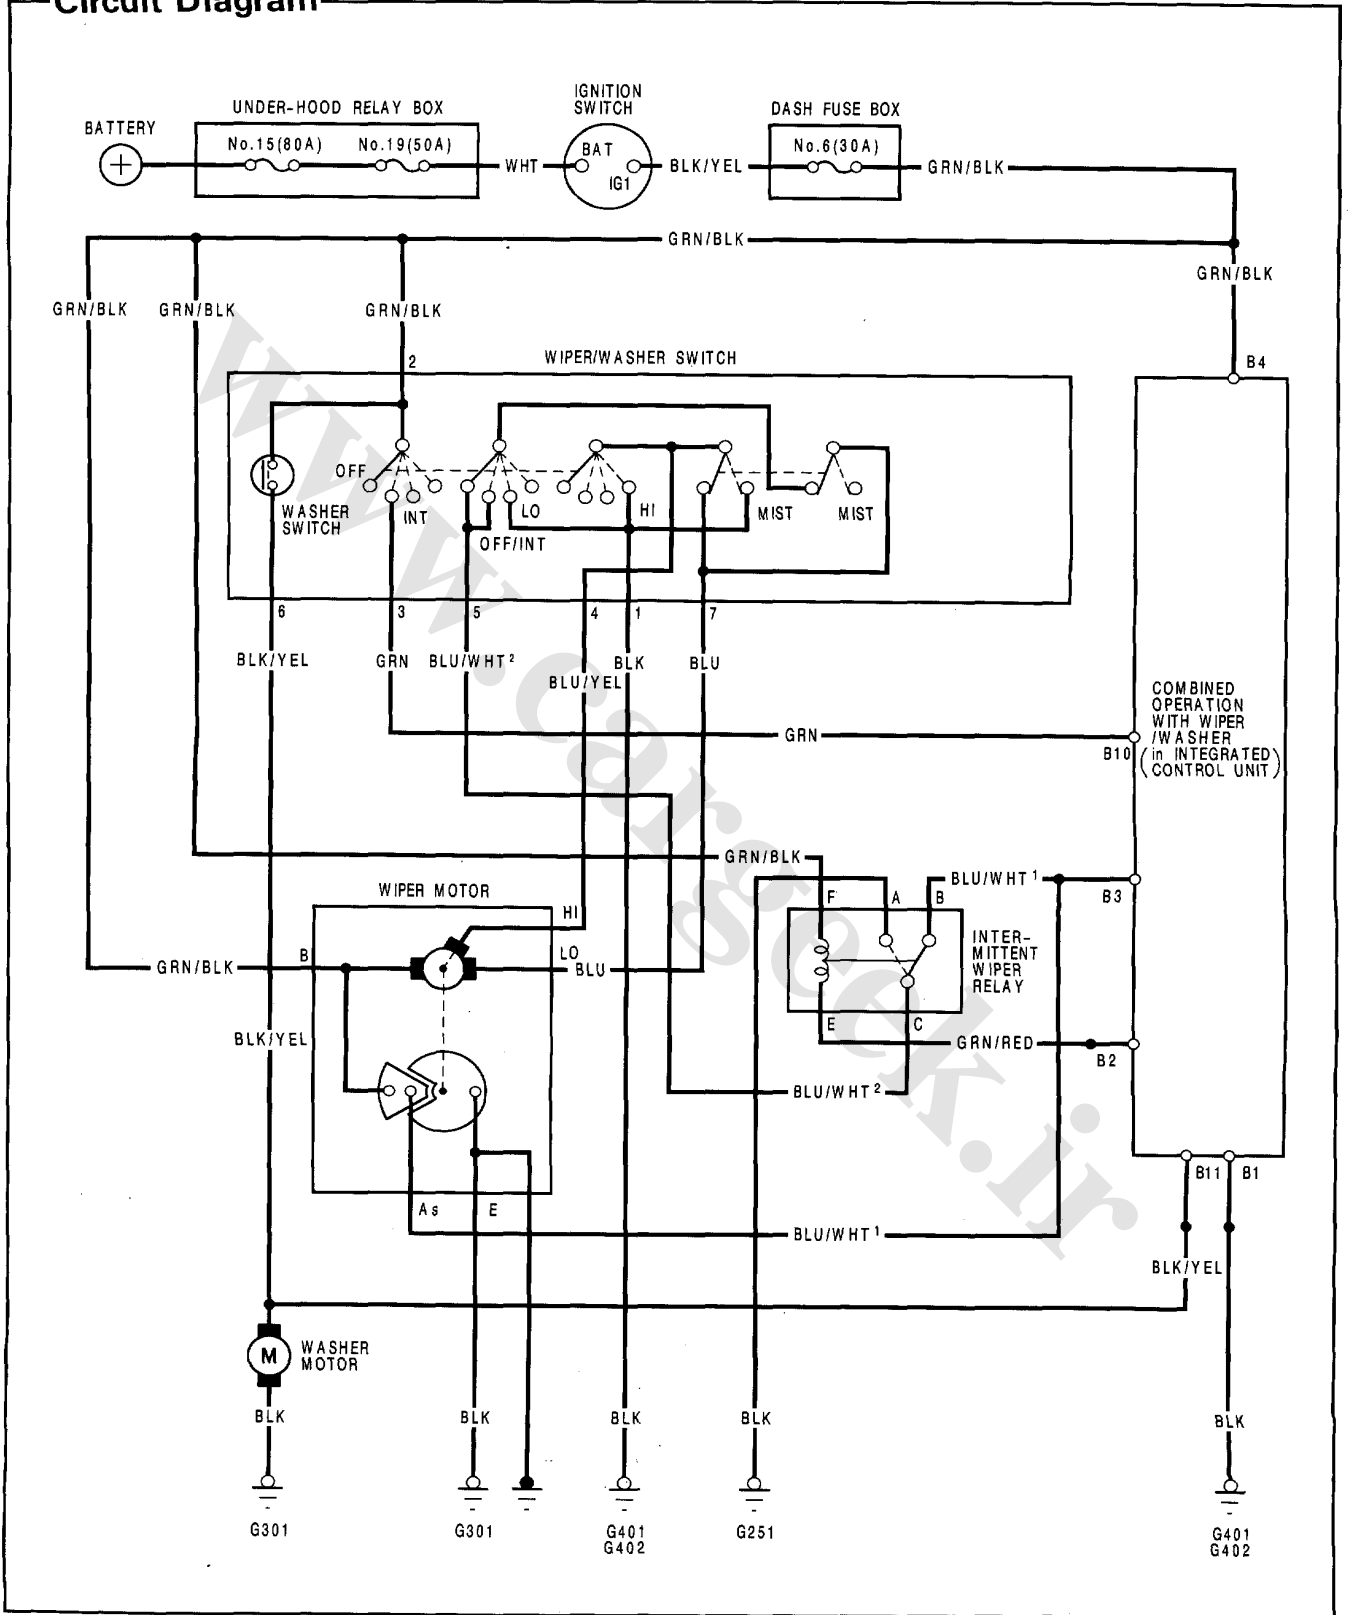 Circuit Diagram
IGNITION
SWITCH
UNDER-HOOD RELAY BOX
DASH FUSE BOX
BATTERY
No.15(80A)
No.19(50A)
BAT
No.6(30A)
+
WHT
BLK/YEL
GRN/BLK
IG1
GRN/BLK
GRN/BLK
GRN/BLK
GRN/BLK
GRN/BLK
WIPER/WASHER SWITCH
2
B4
OFF
WASHER
SWITCH
INT
LO
HI
MIST
MIST
OFF/INT
6
3
5
4
1
7
BLK/YEL
GRN
BLU/WHT2
BLK
BLU
BLU/YEL
COMBINED
OPERATION
WITH WIPER
/WASHER
(in INTEGRATED)
CONTROL UNIT
GRN
B10
GRN/BLK
WIPER MOTOR
BLU/WHT1
B3
F
A
B
HI
INTER-
MITTENT
WIPER
RELAY
B
LO
GRN/BLK
BLU
E
C
BLK/YEL
GRN/RED
B2
BLU/WHT2
B11
B1
As
E
BLU/WHT1
BLK/YEL
M
WASHER
MOTOR
BLK
BLK
BLK
BLK
BLK
G301
G301
G401
G402
G251
G401
G402
www.cargeek.ir